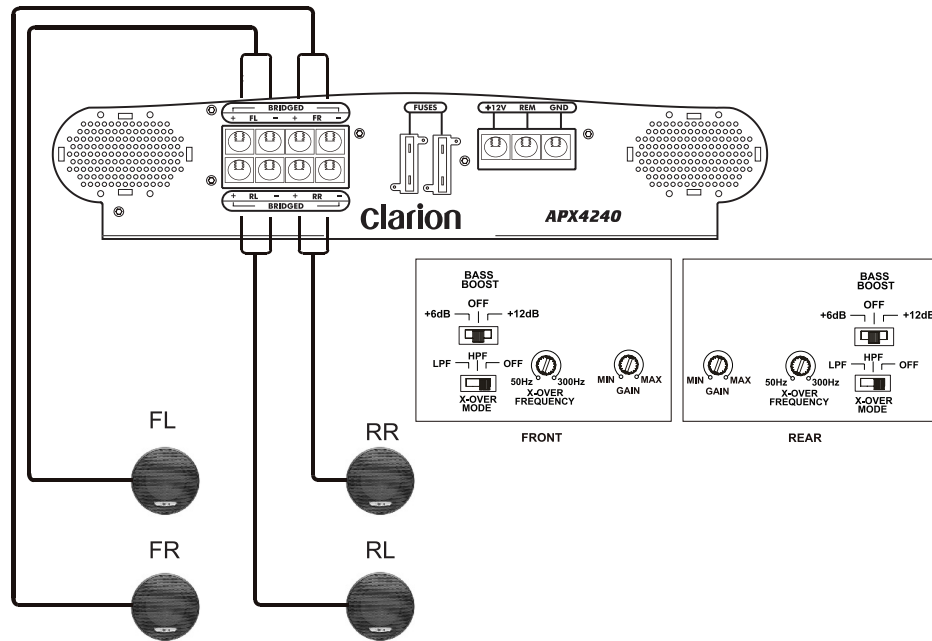 BRIDGED
+ FL - + FR -
FUSES
+12V REM GND
+ RL - + RR -
BRIDGED
clarion
APX4240
BASS
BOOST
OFF
+6dB +12dB
LPF HPF OFF
X-OVER
MODE
50Hz 300Hz
X-OVER
FREQUENCY
MIN MAX
GAIN
FRONT
BASS
BOOST
OFF
+6dB +12dB
MIN MAX
GAIN
50Hz 300Hz
X-OVER
FREQUENCY
LPF HPF OFF
X-OVER
MODE
REAR
FL
RR
FR
RL